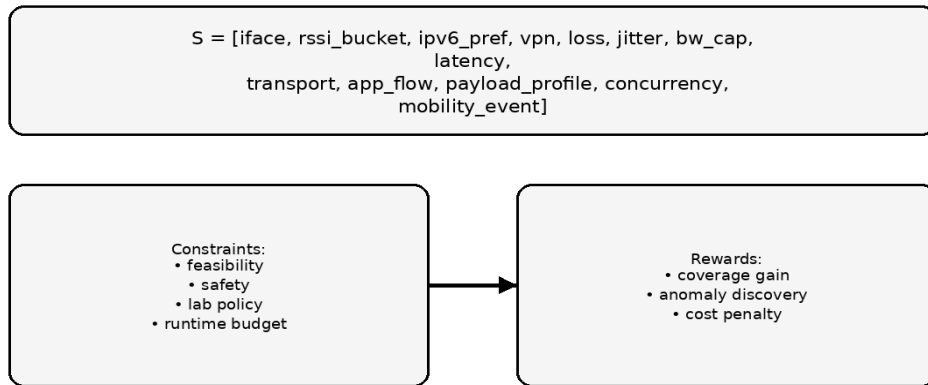 S = [iface, rssi_bucket, ipv6_pref, vpn, loss, jitter, bw_cap,
latency,
transport, app_flow, payload_profile, concurrency,
mobility_event]
Constraints:
• feasibility
• safety
• lab policy
• runtime budget
Rewards:
• coverage gain
• anomaly discovery
• cost penalty